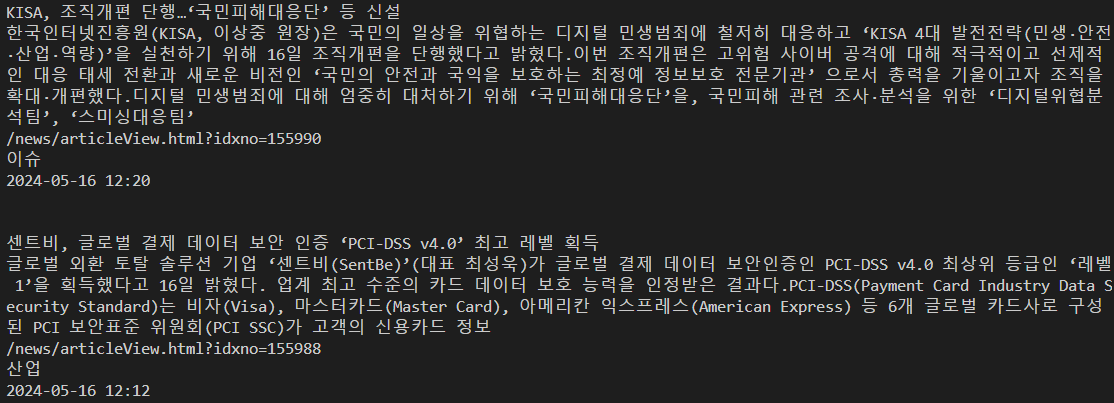 KISA, 조직개편 단행…‘국민피해대응단’ 등 신설
한국인터넷진흥원(KISA, 이상중 원장)은 국민의 일상을 위협하는 디지털 민생범죄에 철저히 대응하고 ‘KISA 4대 발전전략(민생·안전
·산업·역량)’을 실천하기 위해 16일 조직개편을 단행했다고 밝혔다.이번 조직개편은 고위험 사이버 공격에 대해 적극적이고 선제적
인 대응 태세 전환과 새로운 비전인 ‘국민의 안전과 국익을 보호하는 최정예 정보보호 전문기관’ 으로서 총력을 기울이고자 조직을
확대·개편했다.디지털 민생범죄에 대해 엄중히 대처하기 위해 ‘국민피해대응단’을, 국민피해 관련 조사·분석을 위한 ‘디지털위협분
석팀’, ‘스미싱대응팀’
/news/articleView.html?idxno=155990
이슈
2024-05-16 12:20
센트비, 글로벌 결제 데이터 보안 인증 ‘PCI-DSS v4.0’ 최고 레벨 획득
글로벌 외환 토탈 솔루션 기업 ‘센트비(SentBe)’(대표 최성욱)가 글로벌 결제 데이터 보안인증인 PCI-DSS v4.0 최상위 등급인 ‘레벨
1’을 획득했다고 16일 밝혔다. 업계 최고 수준의 카드 데이터 보호 능력을 인정받은 결과다.PCI-DSS(Payment Card Industry Data S
ecurity Standard)는 비자(Visa), 마스터카드(Master Card), 아메리칸 익스프레스(American Express) 등 6개 글로벌 카드사로 구성
된 PCI 보안표준 위원회(PCI SSC)가 고객의 신용카드 정보
/news/articleView.html?idxno=155988
산업
2024-05-16 12:12